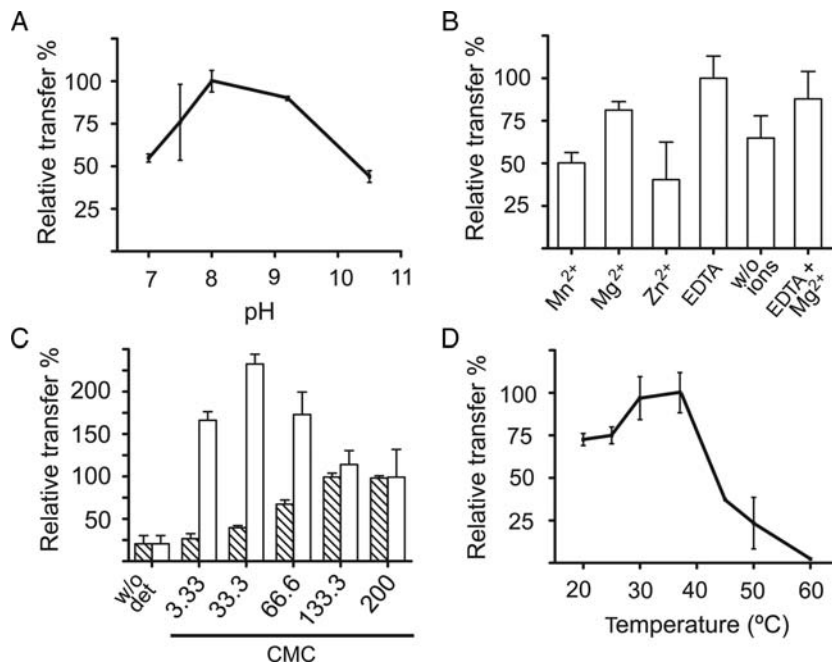 A
Relative transfer %
100
75
50
25
7 8 9 10 11
pH
B
Relative transfer %
100
75
50
25
Mn2+
Mg2+
Zn2+
EDTA
w/o
Ions
EDTA +
Mg2+
C
Relative transfer %
200
150
100
50
w/o
det
3.33
33.3
66.6
133.3
200
CMC
D
Relative transfer %
100
75
50
25
20 30 40 50 60
Temperature (ºC)